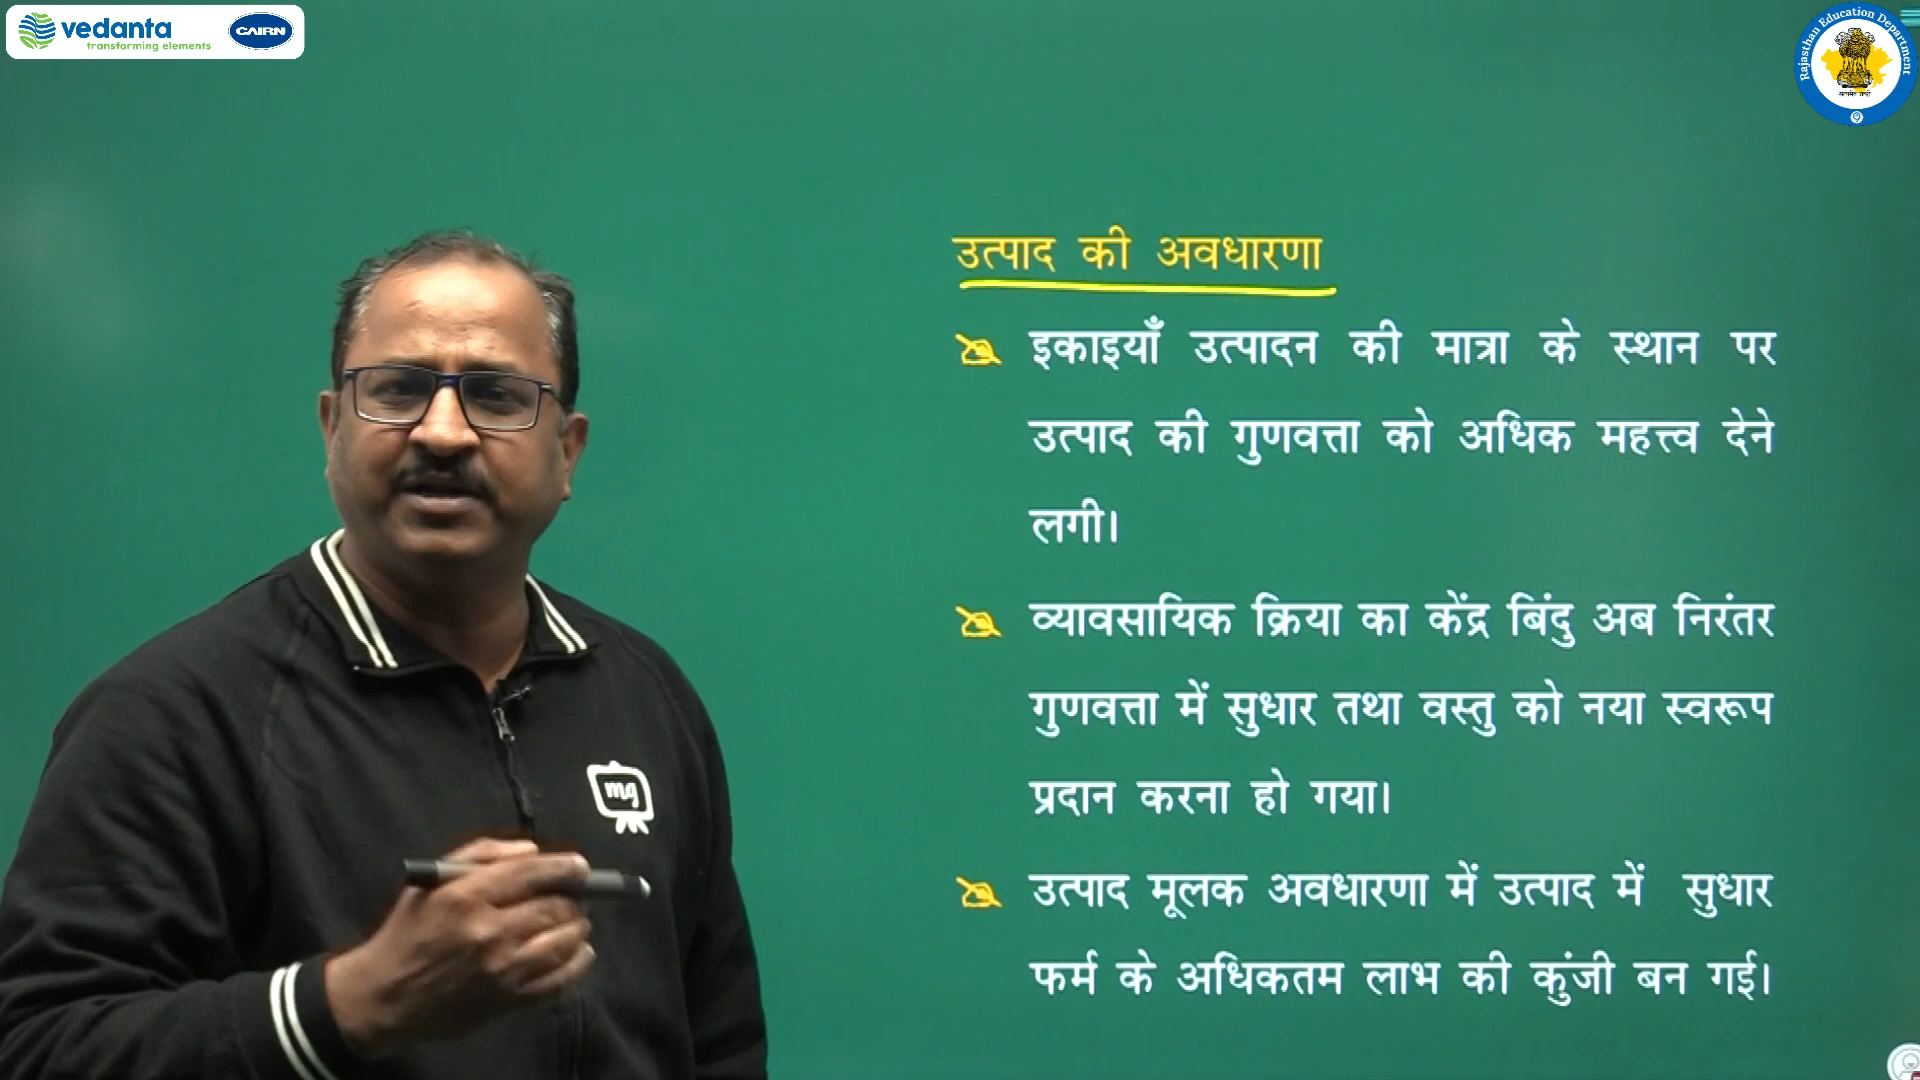 vedanta
transforming elements
CAIRN
Rajasthan Education Department
उत्पाद की अवधारणा
इकाइयाँ उत्पादन की मात्रा के स्थान पर
उत्पाद की गुणवत्ता को अधिक महत्त्व देने
लगी।
व्यावसायिक क्रिया का केंद्र बिंदु अब निरंतर
गुणवत्ता में सुधार तथा वस्तु को नया स्वरूप
प्रदान करना हो गया।
उत्पाद मूलक अवधारणा में उत्पाद में सुधार
फर्म के अधिकतम लाभ की कुंजी बन गई।
mg